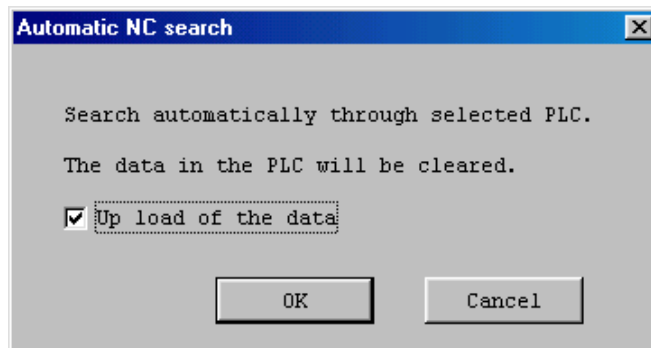 Automatic NC search
Search automatically through selected PLC.
The data in the PLC will be cleared.
Up load of the data
OK Cancel